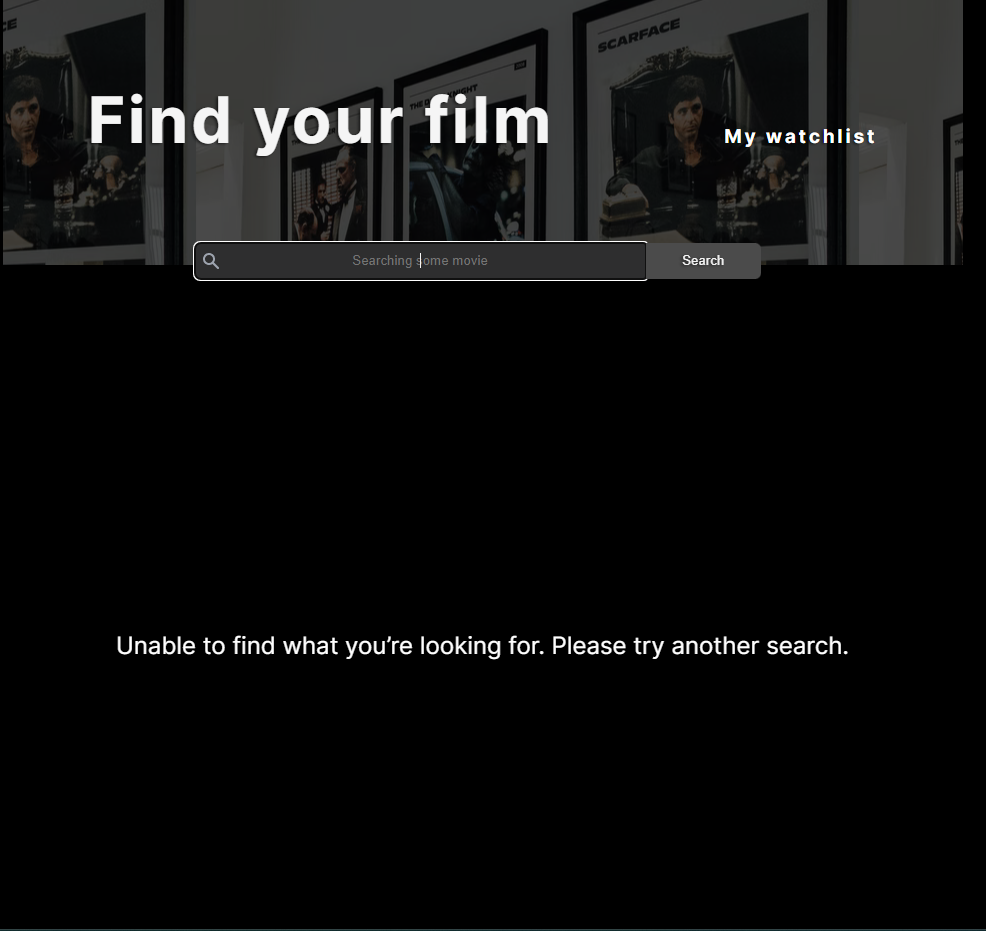 SCARFACE
THE DARK KNIGHT
Find your film
My watchlist
Searching some movie
Search
Unable to find what you’re looking for. Please try another search.